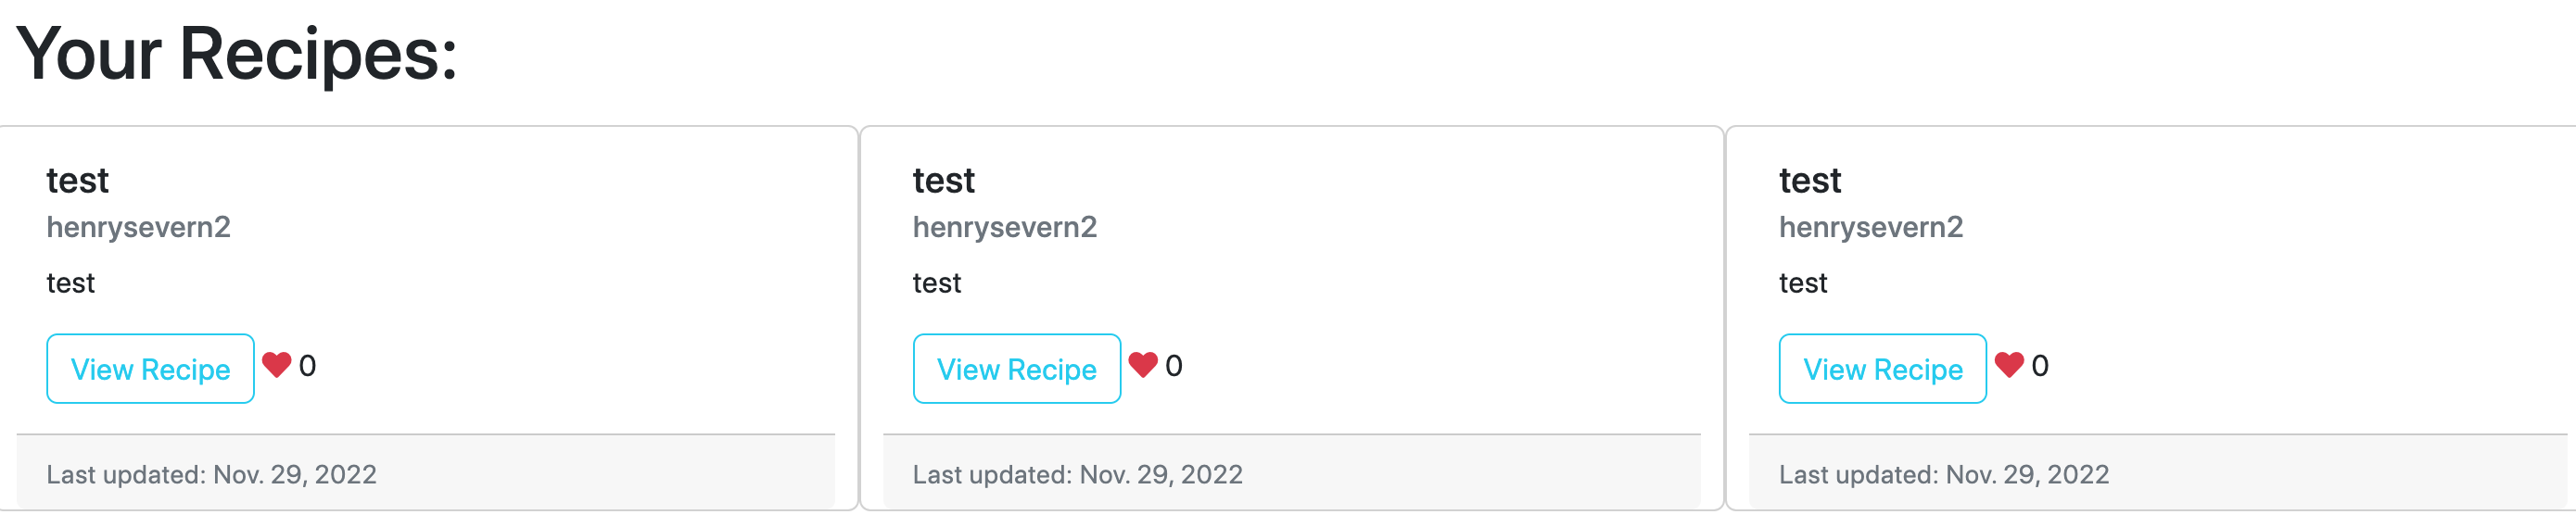 Your Recipes:
test
henrysevern2
test
View Recipe 0
Last updated: Nov. 29, 2022
test
henrysevern2
test
View Recipe 0
Last updated: Nov. 29, 2022
test
henrysevern2
test
View Recipe 0
Last updated: Nov. 29, 2022